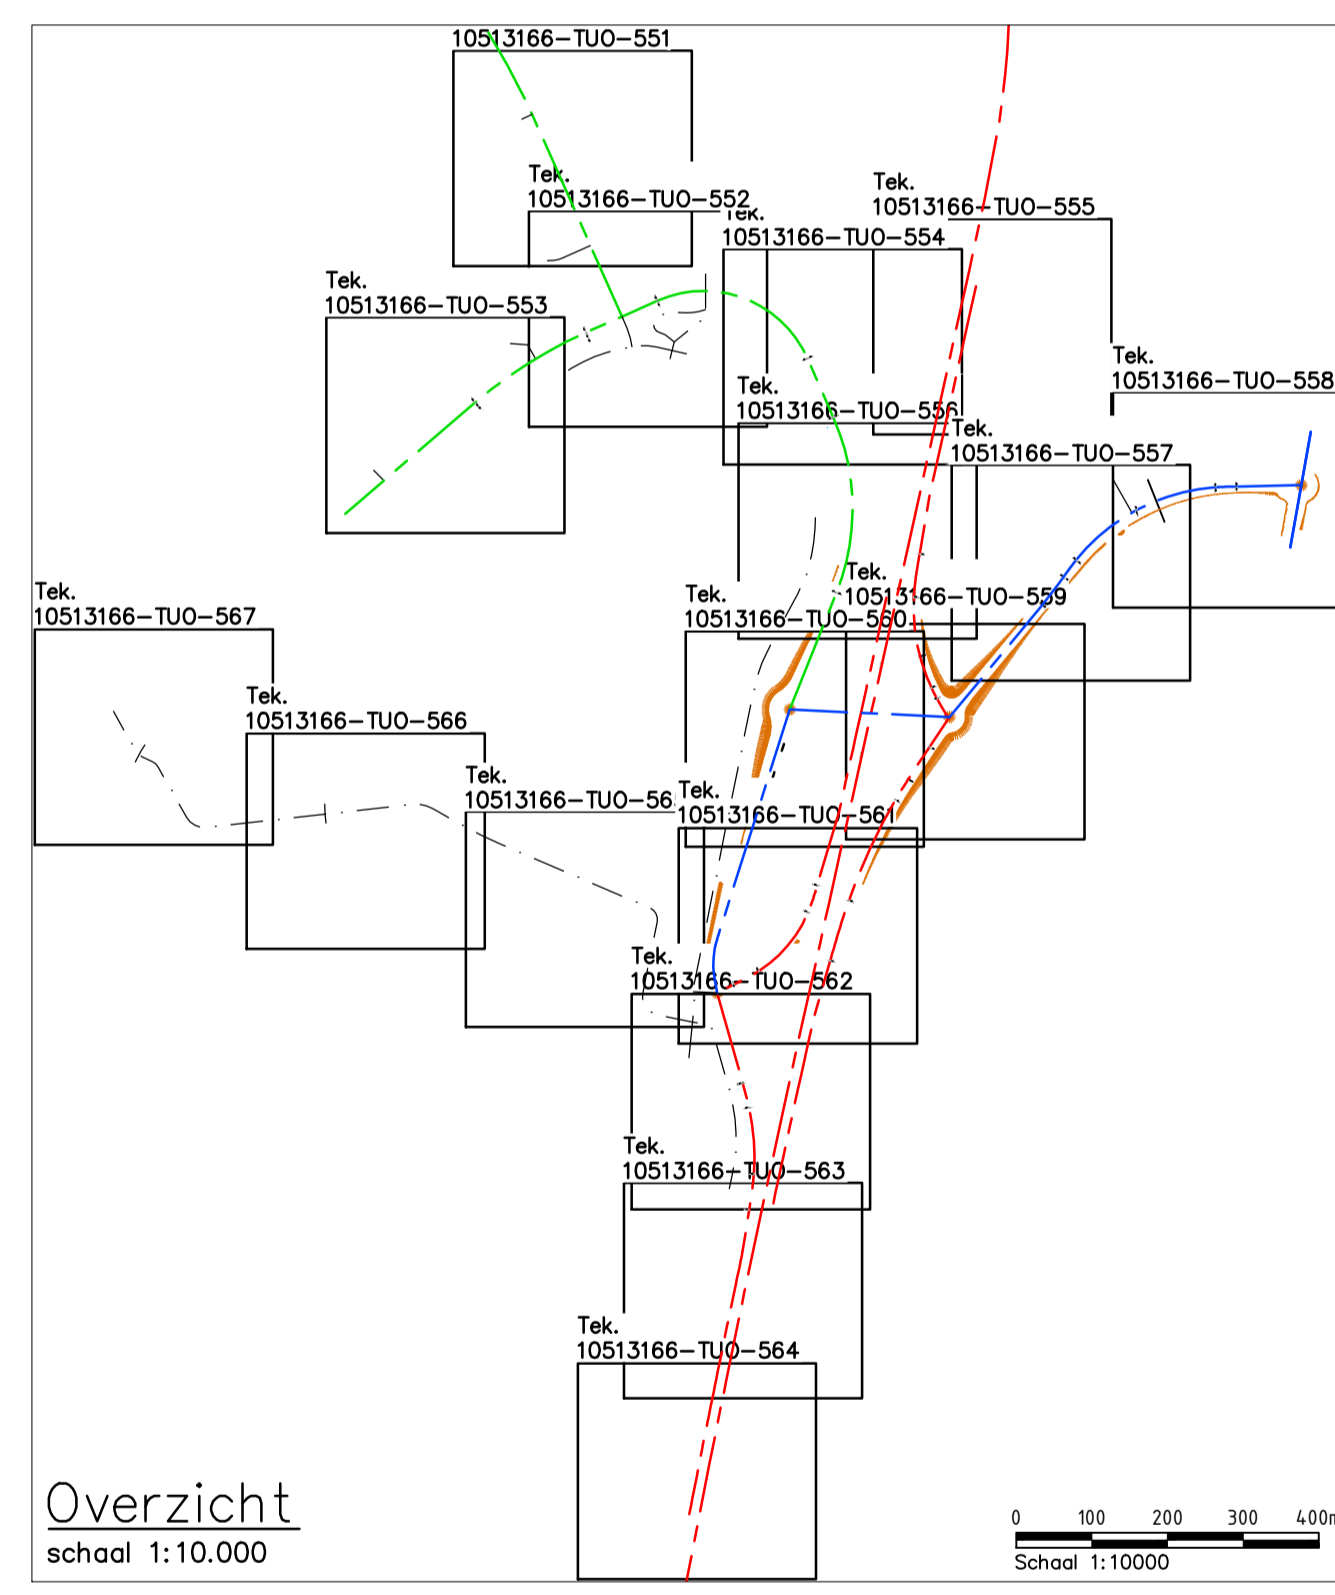 10513166-TUO-551
Tek.
10513166-TUO-552
Tek.
10513166-TUO-555
Tek.
10513166-TUO-554
Tek.
10513166-TUO-553
Tek.
10513166-TUO-558
Tek.
10513166-TUO-556
Tek.
10513166-TUO-557
Tek.
10513166-TUO-559
Tek.
10513166-TUO-560
Tek.
10513166-TUO-567
Tek.
10513166-TUO-566
Tek.
10513166-TUO-56
Tek.
10513166-TUO-561
Tek.
10513166-TUO-562
Tek.
10513166-TUO-563
Tek.
10513166-TUO-564
Overzicht
schaal 1:10.000
0 100 200 300 400m
Schaal 1:10000